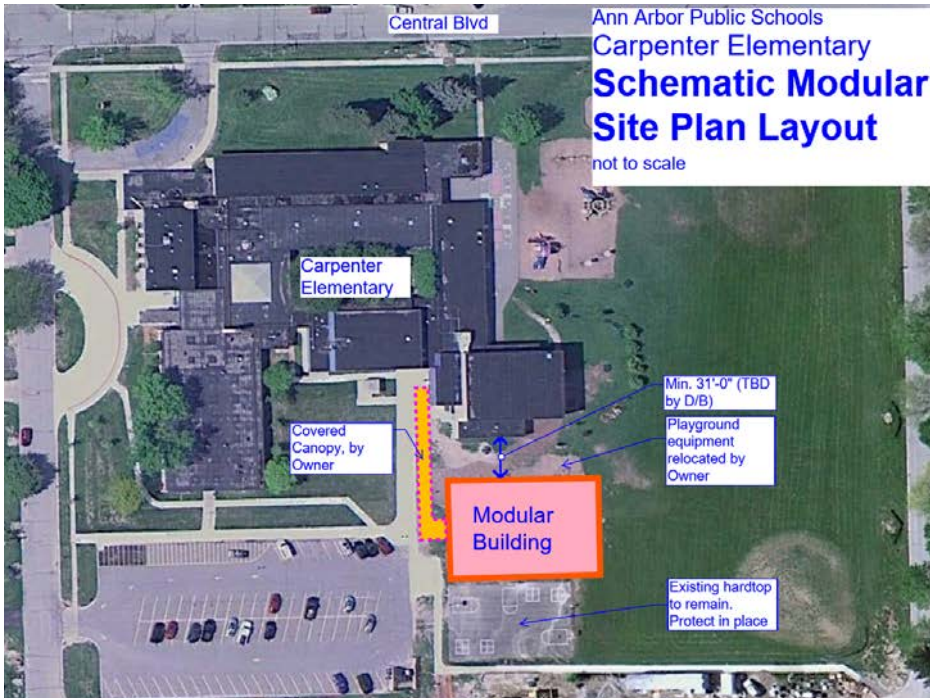 Central Blvd
Ann Arbor Public Schools
Carpenter Elementary
Schematic Modular
Site Plan Layout
not to scale
Carpenter
Elementary
Min. 31'-0" (TBD
by D/B)
Covered
Canopy, by
Owner
Playground
equipment
relocated by
Owner
Modular
Building
Existing hardtop
to remain.
Protect in place